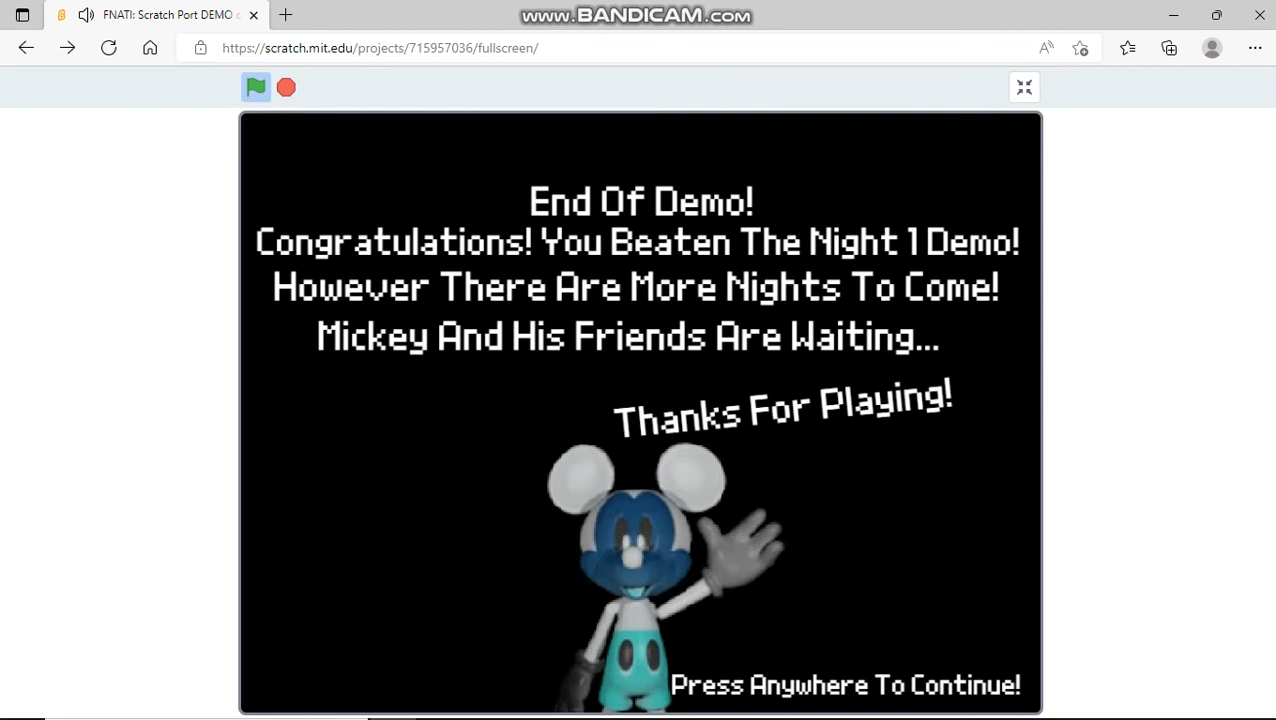 FNATI: Scratch Port DEMO
www.BANDICAM.com
https://scratch.mit.edu/projects/715957036/fullscreen/
End Of Demo!
Congratulations! You Beaten The Night 1 Demo!
However There Are More Nights To Come!
Mickey And His Friends Are Waiting...
Thanks For Playing!
Press Anywhere To Continue!